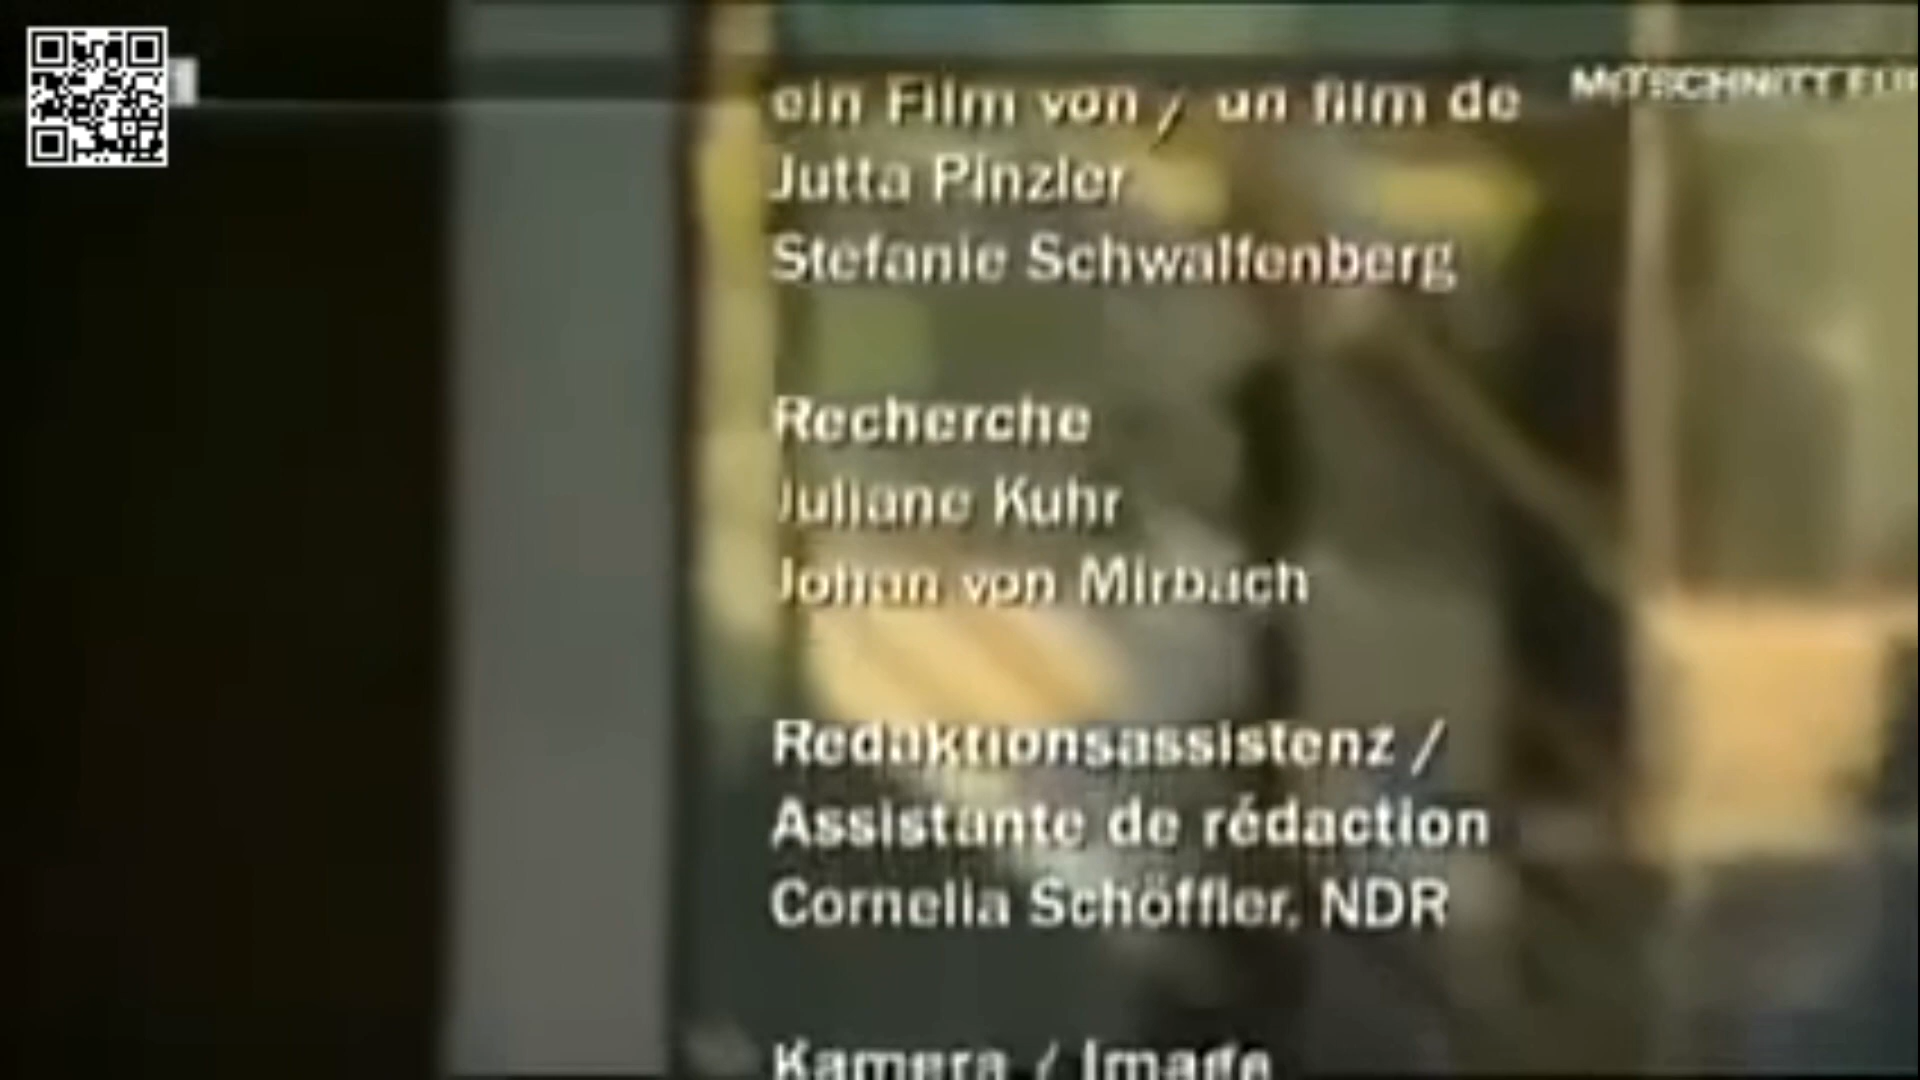 ein Film von / un film de
Jutta Pinzler
Stefanie Schwalfenberg
Recherche
Juliane Kuhr
Johan von Mirbach
Redaktionsassistenz /
Assistante de rédaction
Cornelia Schöffler, NDR
Kamera / Image